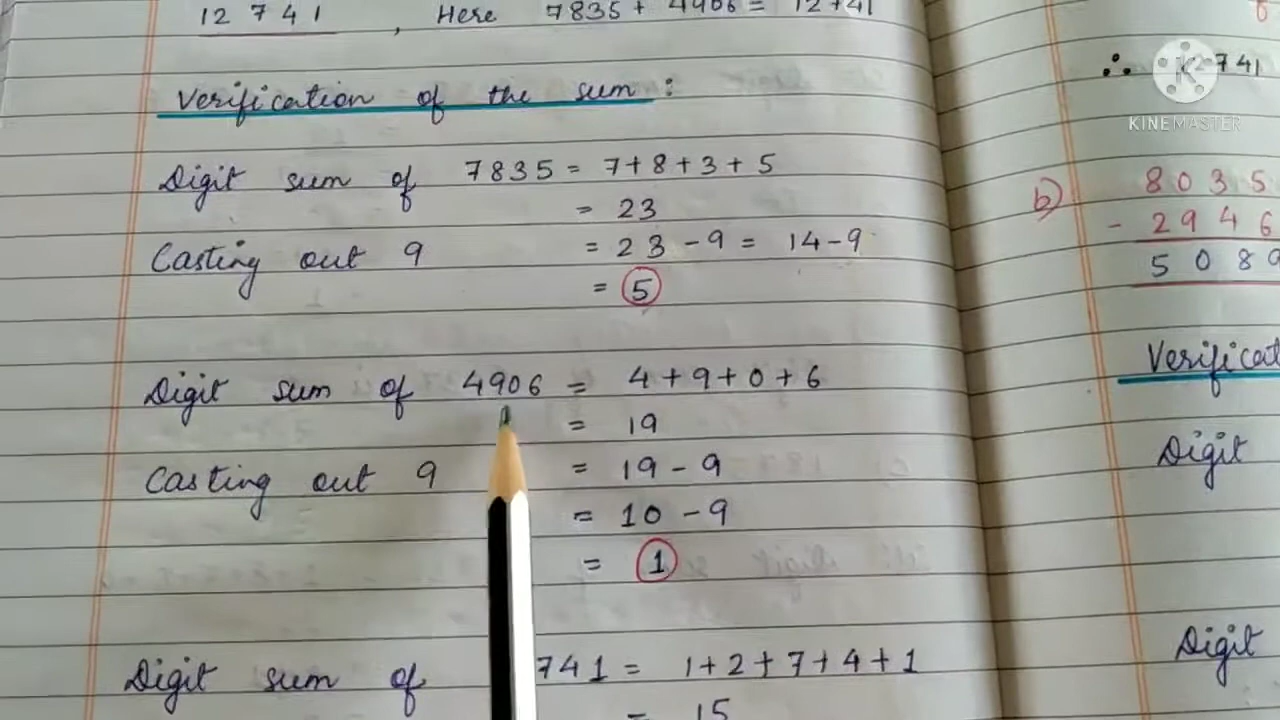 12741 , Here 7835 + 4906 = 12741
Verification of the sum :
Digit sum of 7835 = 7+8+3+5
= 23
Casting out 9 = 23 - 9 = 14 - 9
= 5
Digit sum of 4906 = 4+9+0+6
= 19
Casting out 9 = 19 - 9
= 10 - 9
= 1
Digit sum of 741 = 1+2+7+4+1
= 15
∴ 12741
KINEMASTER
b) 8035
- 2946
5089
Verificat
Digit
Digit